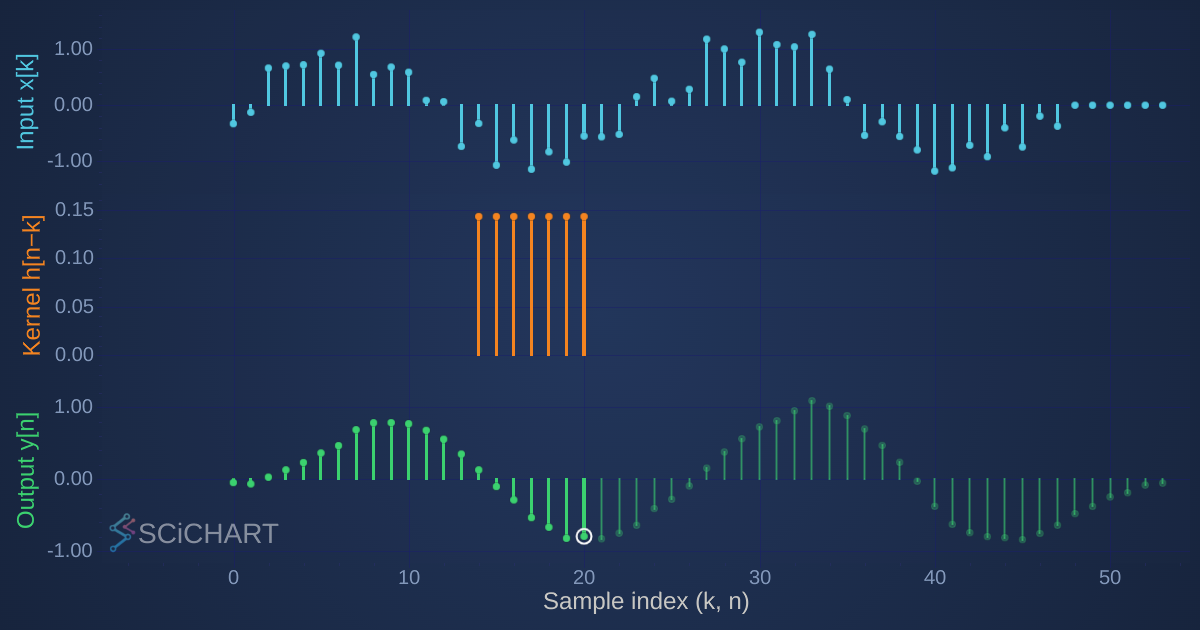 Input x[k]
1.00
0.00
-1.00
Kernel h[n−k]
0.15
0.10
0.05
0.00
Output y[n]
1.00
0.00
-1.00
SCiCHART
0 10 20 30 40 50
Sample index (k, n)